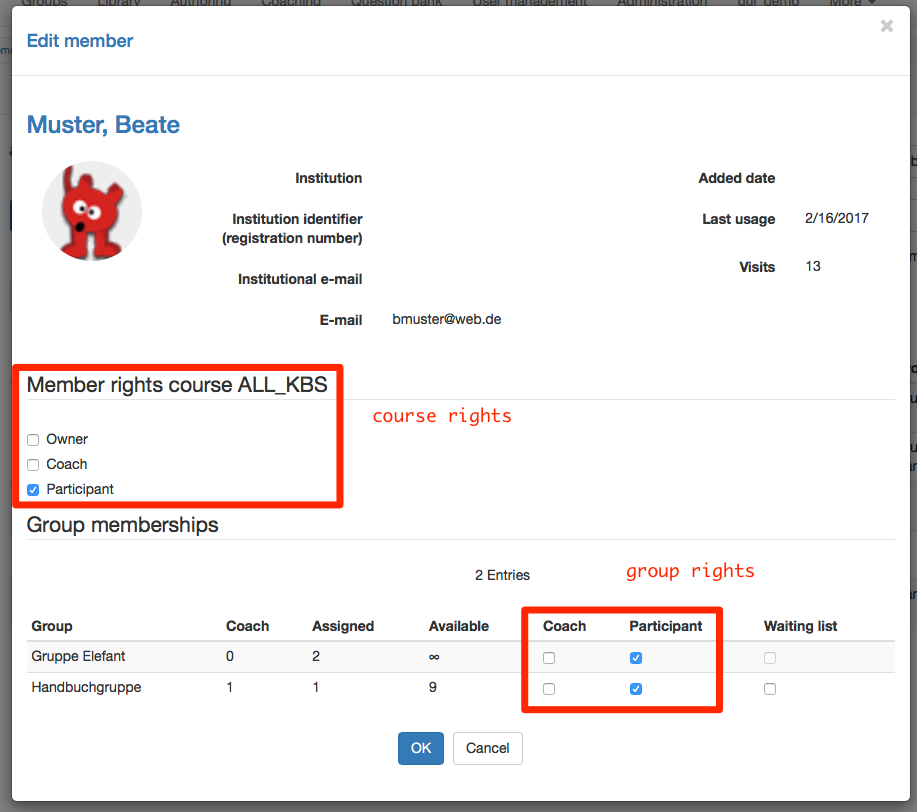 Groups Library Authoring Coaching Question bank User management Administration gui demo More
Edit member
×
Muster, Beate
Institution
Added date
Institution identifier
(registration number)
Last usage 2/16/2017
Visits 13
Institutional e-mail
E-mail bmuster@web.de
Member rights course ALL_KBS
course rights
Owner
Coach
Participant
Group memberships
2 Entries
group rights
Group Coach Assigned Available Coach Participant Waiting list
Gruppe Elefant 0 2 ∞
Handbuchgruppe 1 1 9
OK Cancel